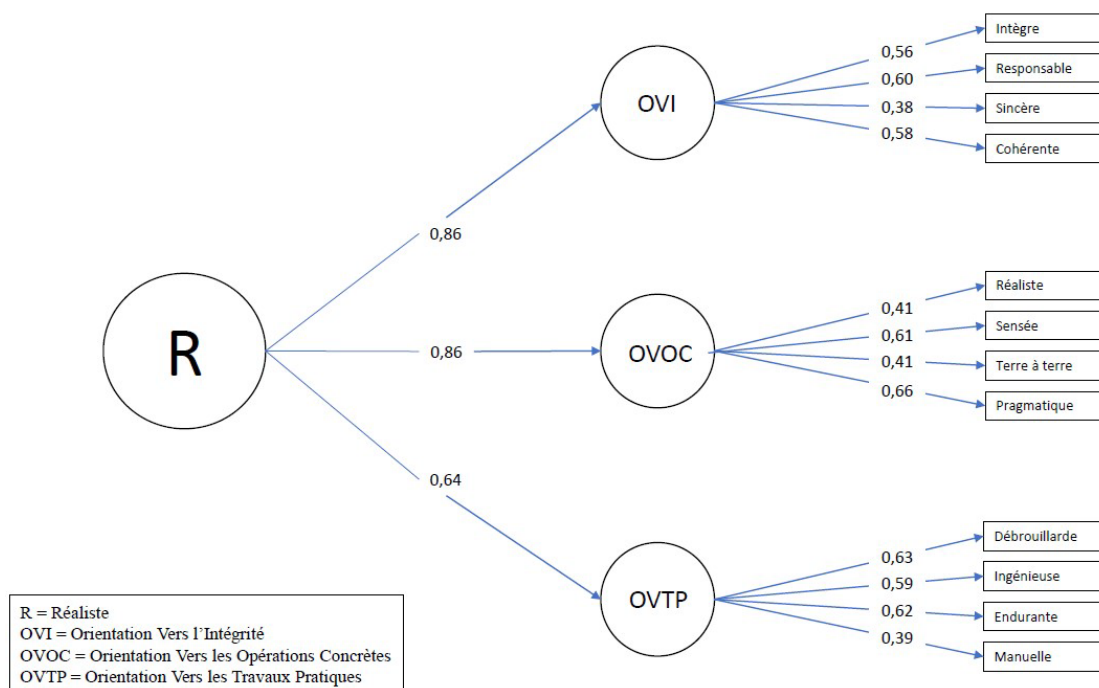 R
0,86
0,86
0,64
OVI
0,56
0,60
0,38
0,58
Intègre
Responsable
Sincère
Cohérente
OVOC
0,41
0,61
0,41
0,66
Réaliste
Sensée
Terre à terre
Pragmatique
OVTP
0,63
0,59
0,62
0,39
Débrouillarde
Ingénieuse
Endurante
Manuelle
R = Réaliste
OVI = Orientation Vers l’Intégrité
OVOC = Orientation Vers les Opérations Concrètes
OVTP = Orientation Vers les Travaux Pratiques